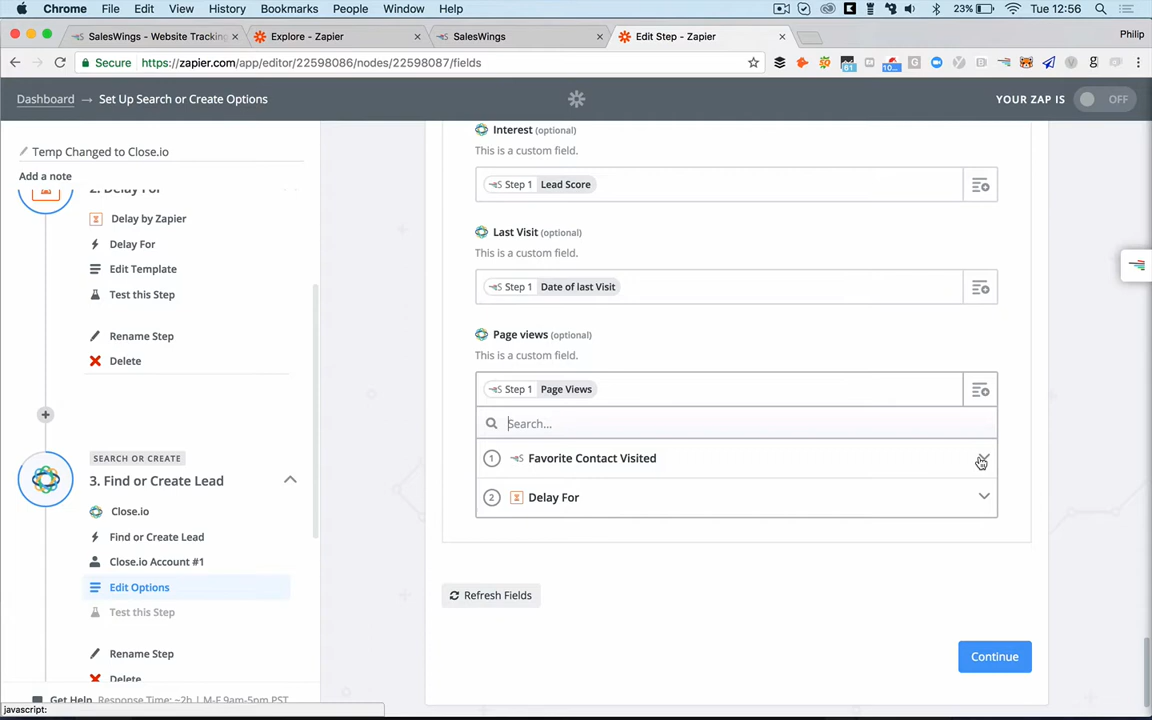 Chrome File Edit View History Bookmarks People Window Help 23% Tue 12:56
SalesWings - Website Tracking × Explore - Zapier × SalesWings × Edit Step - Zapier × Philip
Secure https://zapier.com/app/editor/22598086/nodes/22598087/fields
Dashboard → Set Up Search or Create Options YOUR ZAP IS OFF
Temp Changed to Close.io
Add a note
2. Delay For
Delay by Zapier
Delay For
Edit Template
Test this Step
Rename Step
Delete
SEARCH OR CREATE
3. Find or Create Lead
Close.io
Find or Create Lead
Close.io Account #1
Edit Options
Test this Step
Rename Step
Delete
Get Help Response Time: ~2h | M-F 9am-5pm PST
javascript:
Interest (optional)
This is a custom field.
Step 1 Lead Score
Last Visit (optional)
This is a custom field.
Step 1 Date of last Visit
Page views (optional)
This is a custom field.
Step 1 Page Views
Search...
1 Favorite Contact Visited
2 Delay For
Refresh Fields
Continue